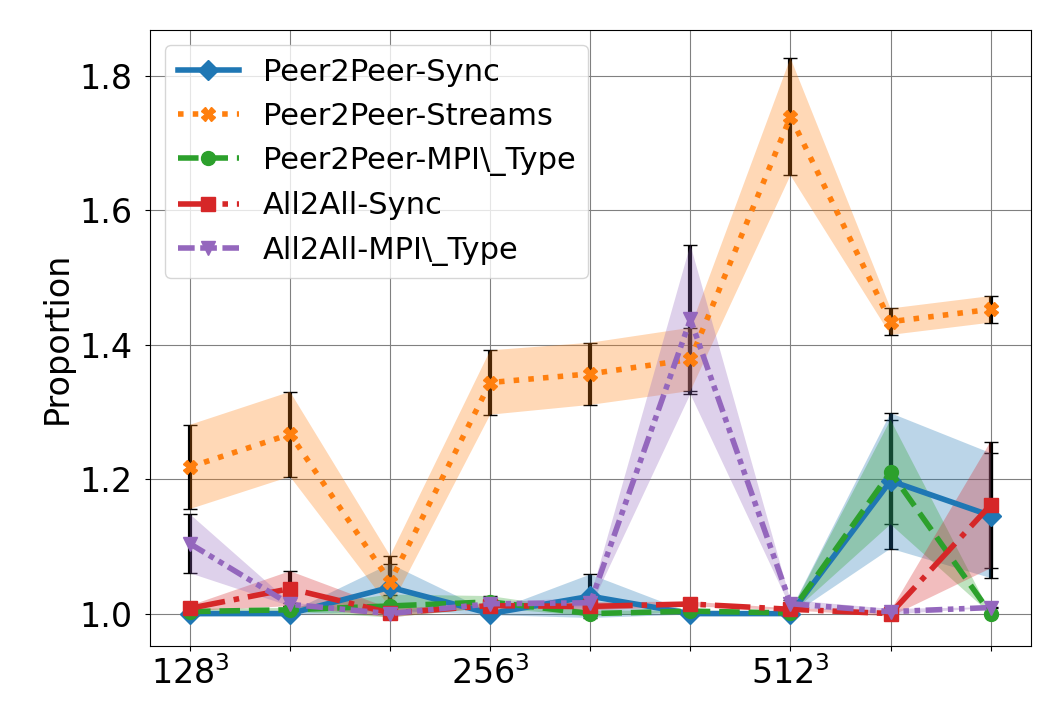 Peer2Peer-Sync
Peer2Peer-Streams
Peer2Peer-MPI\_Type
All2All-Sync
All2All-MPI\_Type
Proportion
1.8
1.6
1.4
1.2
1.0
128³ 256³ 512³